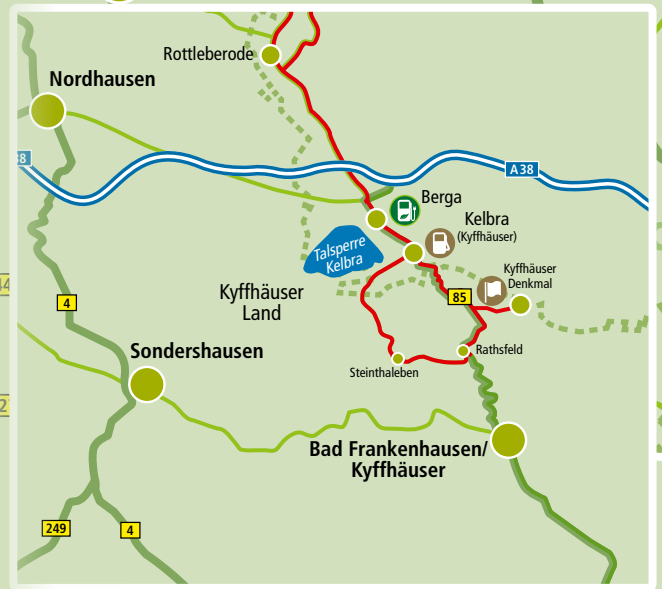 Rottleberode
Nordhausen
38
A38
Berga
Kelbra
(Kyffhäuser)
Talsperre
Kelbra
Kyffhäuser
Denkmal
Kyffhäuser
Land
85
4
Sondershausen
Rathsfeld
Steinthaleben
Bad Frankenhausen/
Kyffhäuser
249
4